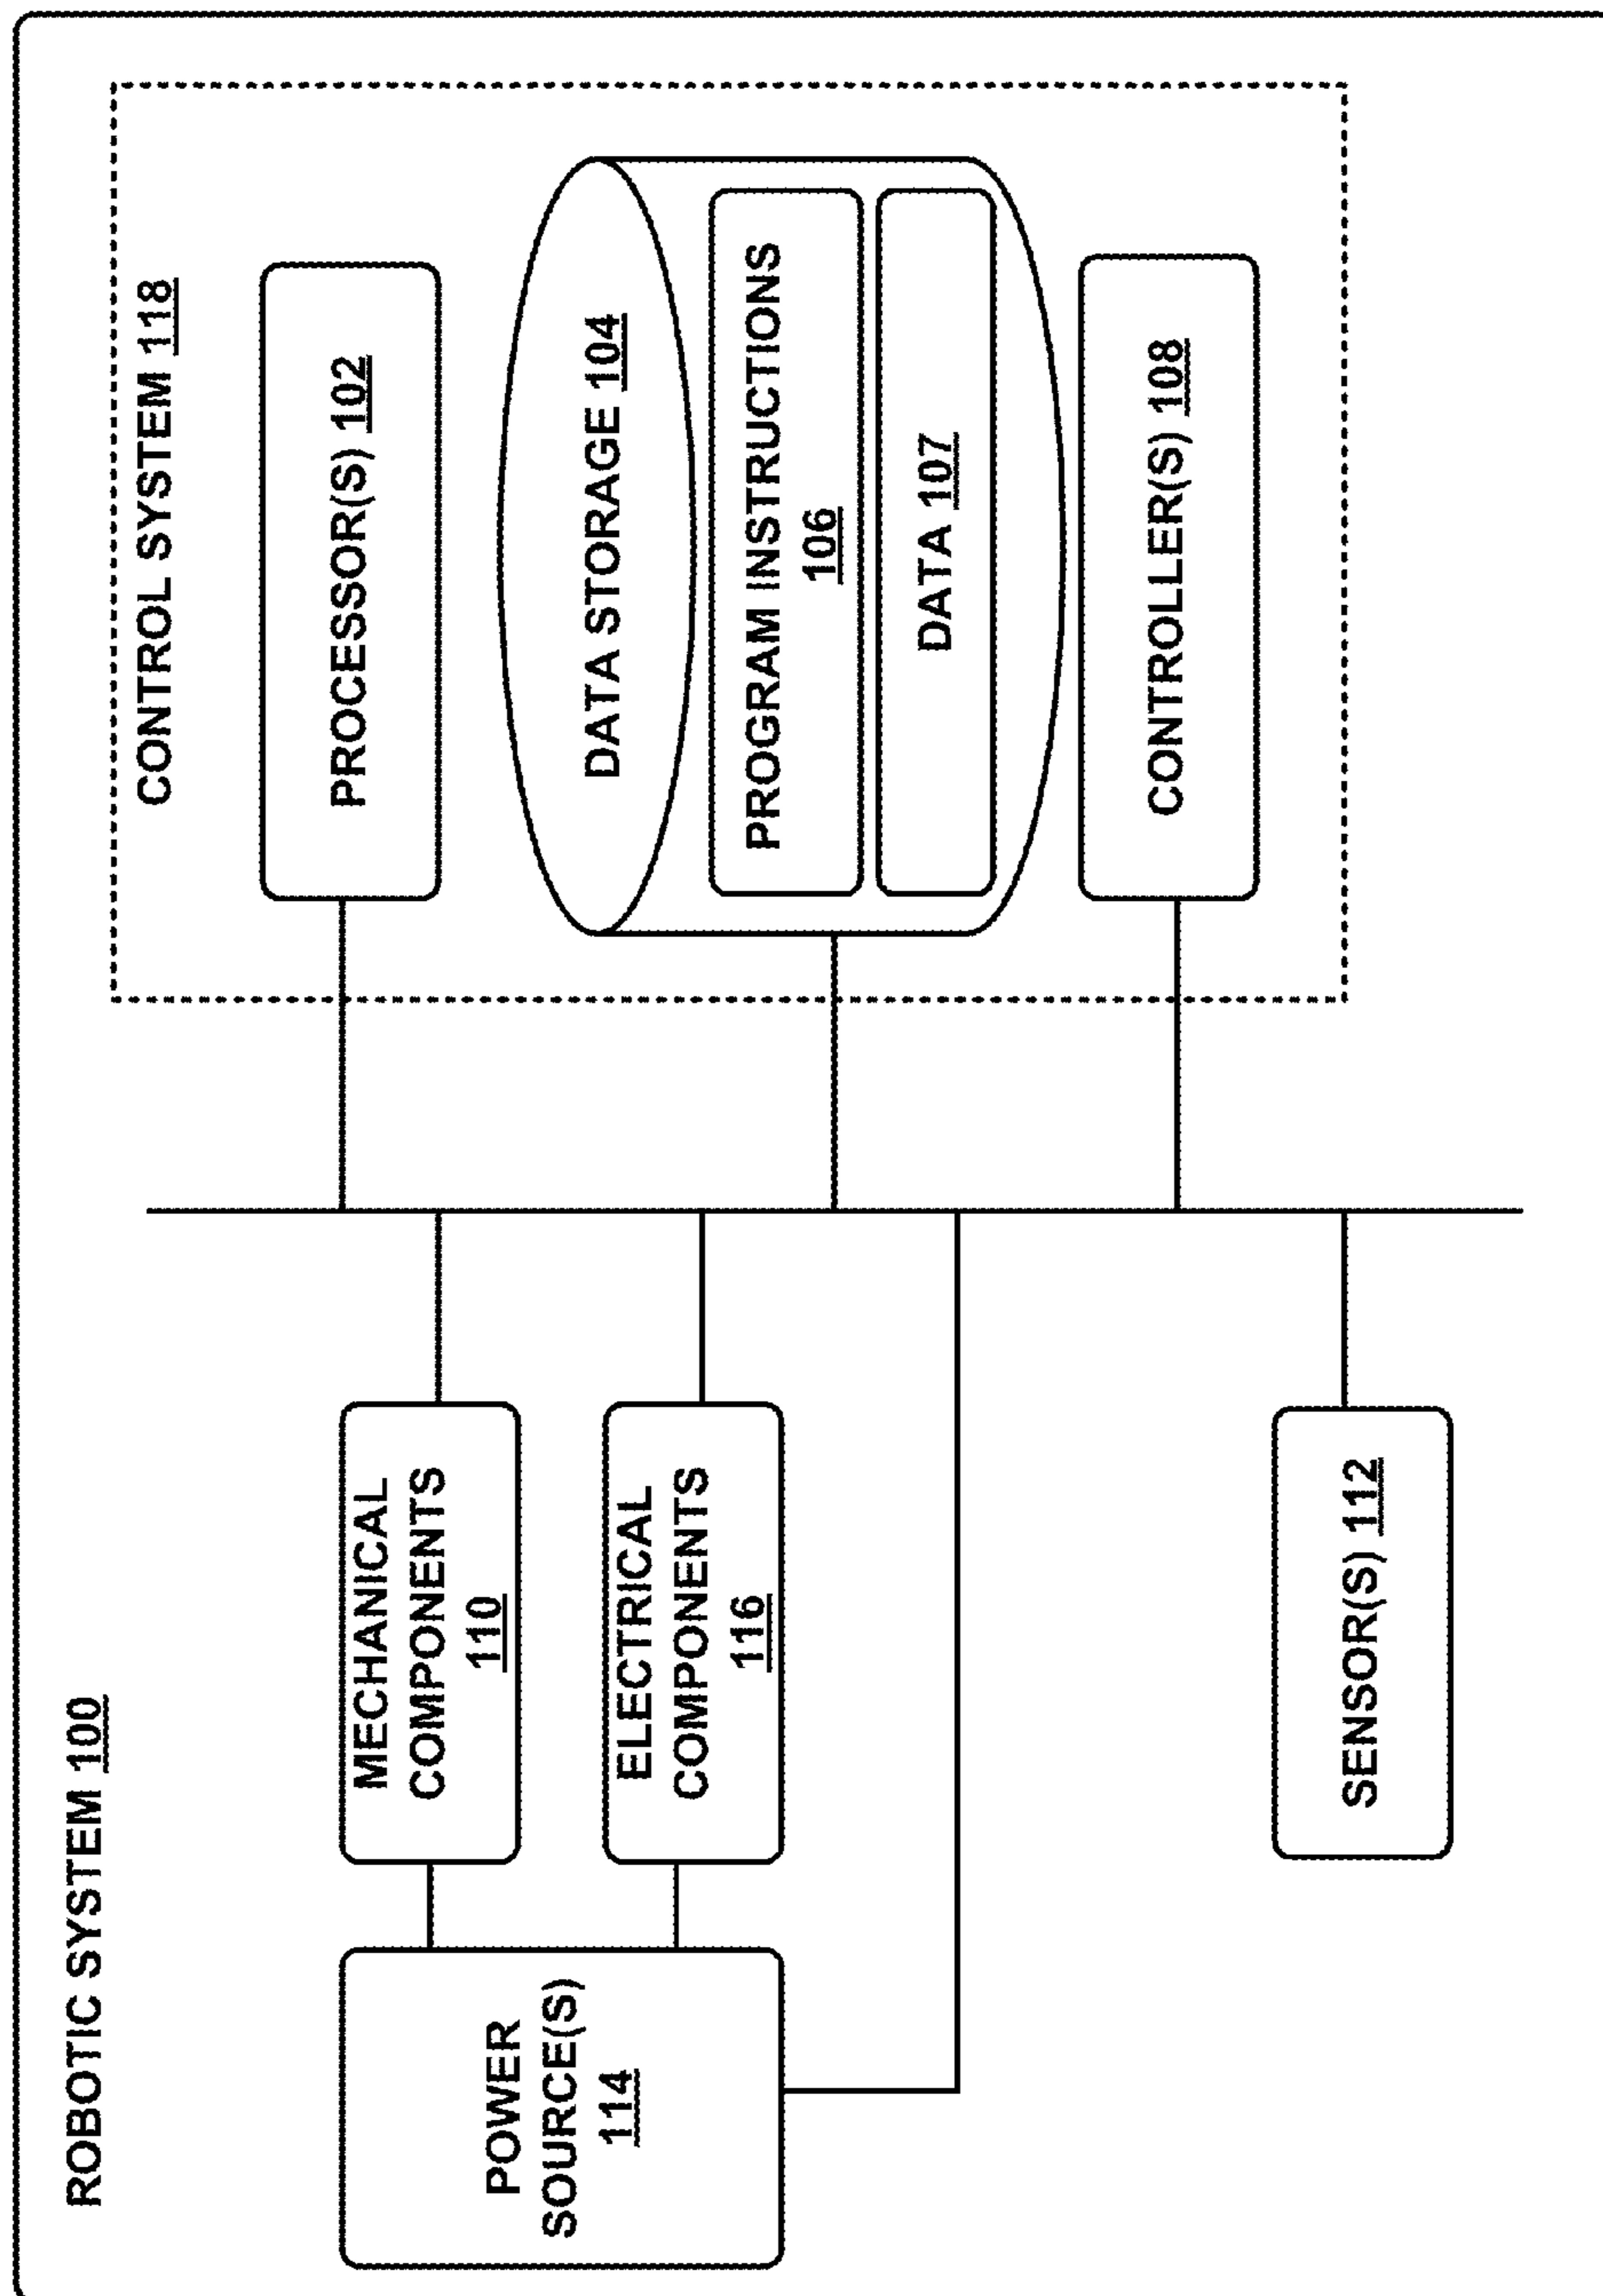 ROBOTIC SYSTEM 100
CONTROL SYSTEM 118
PROCESSOR(S) 102
DATA STORAGE 104
PROGRAM INSTRUCTIONS
106
DATA 107
CONTROLLER(S) 108
MECHANICAL
COMPONENTS
110
ELECTRICAL
COMPONENTS
116
POWER
SOURCE(S)
114
SENSOR(S) 112